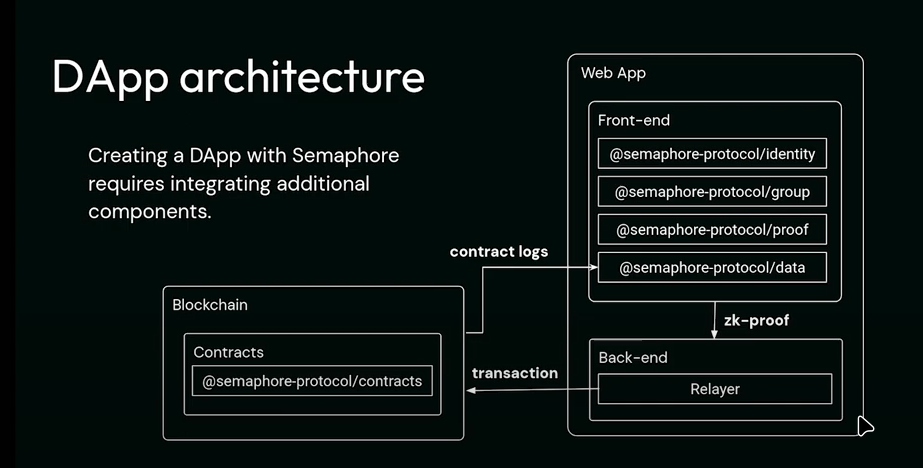 DApp architecture
Creating a DApp with Semaphore
requires integrating additional
components.
Web App
Front-end
@semaphore-protocol/identity
@semaphore-protocol/group
@semaphore-protocol/proof
@semaphore-protocol/data
contract logs
zk-proof
Blockchain
Contracts
@semaphore-protocol/contracts
transaction
Back-end
Relayer